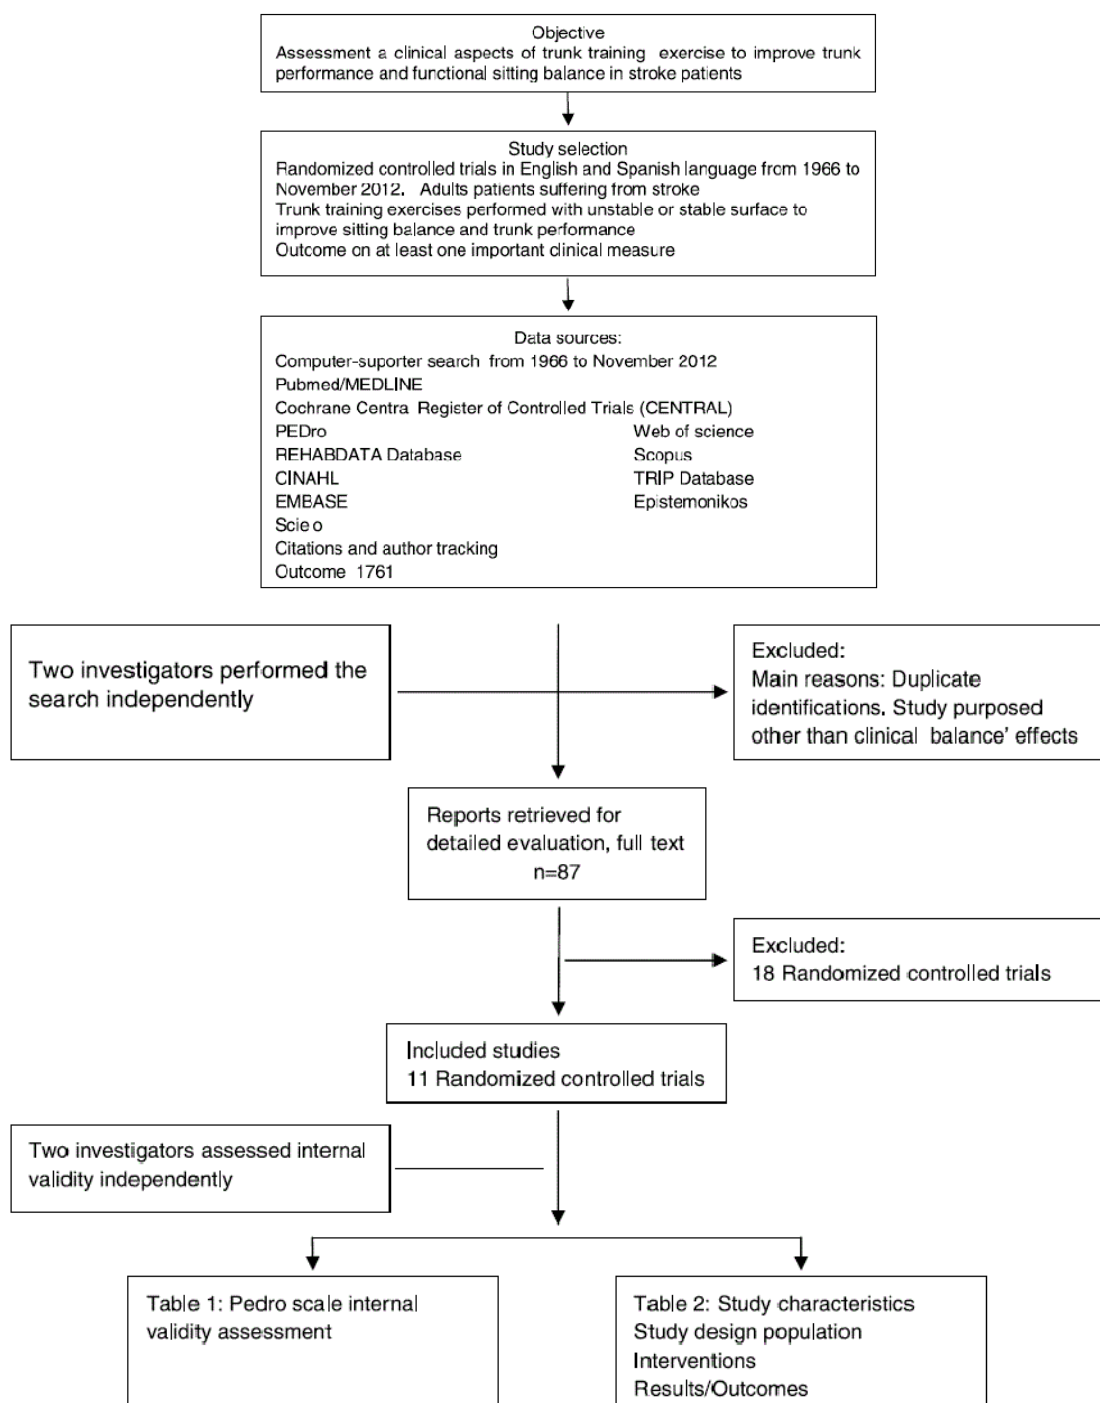 Objective
Assessment a clinical aspects of trunk training exercise to improve trunk
performance and functional sitting balance in stroke patients
Study selection
Randomized controlled trials in English and Spanish language from 1966 to
November 2012. Adults patients suffering from stroke
Trunk training exercises performed with unstable or stable surface to
improve sitting balance and trunk performance
Outcome on at least one important clinical measure
Data sources:
Computer-suporter search from 1966 to November 2012
Pubmed/MEDLINE
Cochrane Centra Register of Controlled Trials (CENTRAL)
PEDro Web of science
REHABDATA Database Scopus
CINAHL TRIP Database
EMBASE Epistemonikos
Scie o
Citations and author tracking
Outcome 1761
Two investigators performed the
search independently
Excluded:
Main reasons: Duplicate
identifications. Study purposed
other than clinical balance' effects
Reports retrieved for
detailed evaluation, full text
n=87
Excluded:
18 Randomized controlled trials
Included studies
11 Randomized controlled trials
Two investigators assessed internal
validity independently
Table 1: Pedro scale internal
validity assessment
Table 2: Study characteristics
Study design population
Interventions
Results/Outcomes